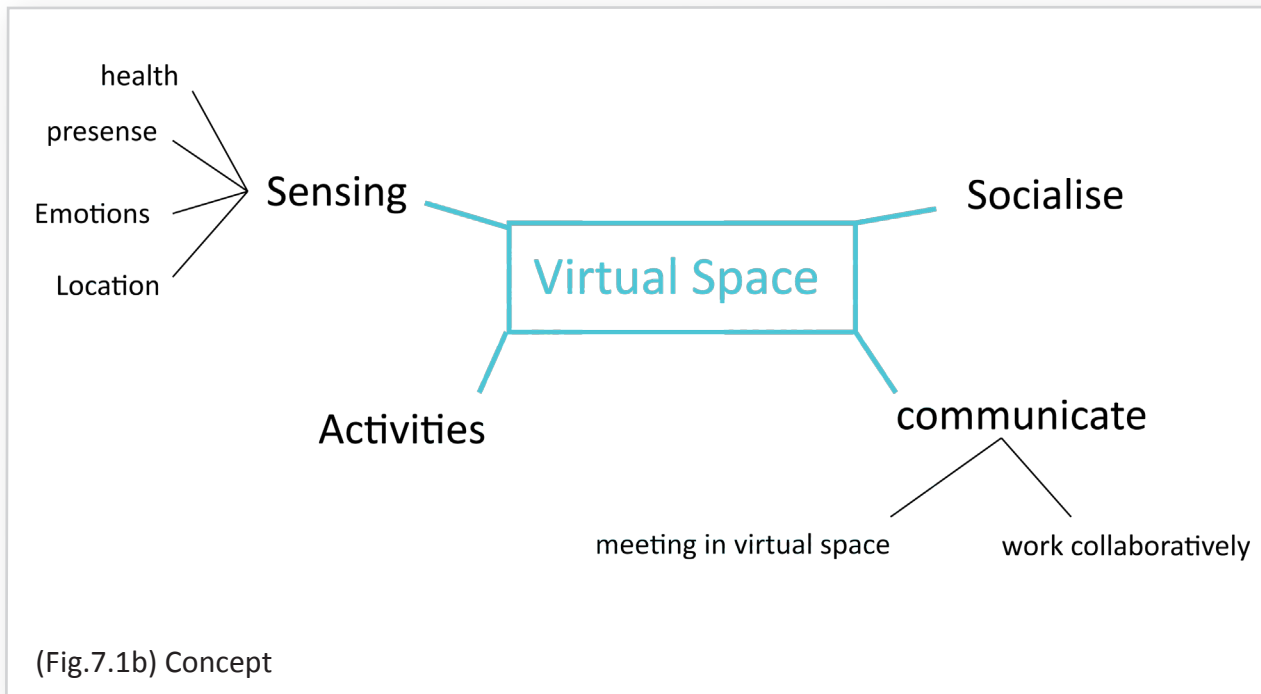 health
presense
Emotions
Location
Sensing
Socialise
Virtual Space
Activities
communicate
meeting in virtual space
work collaboratively
(Fig.7.1b) Concept